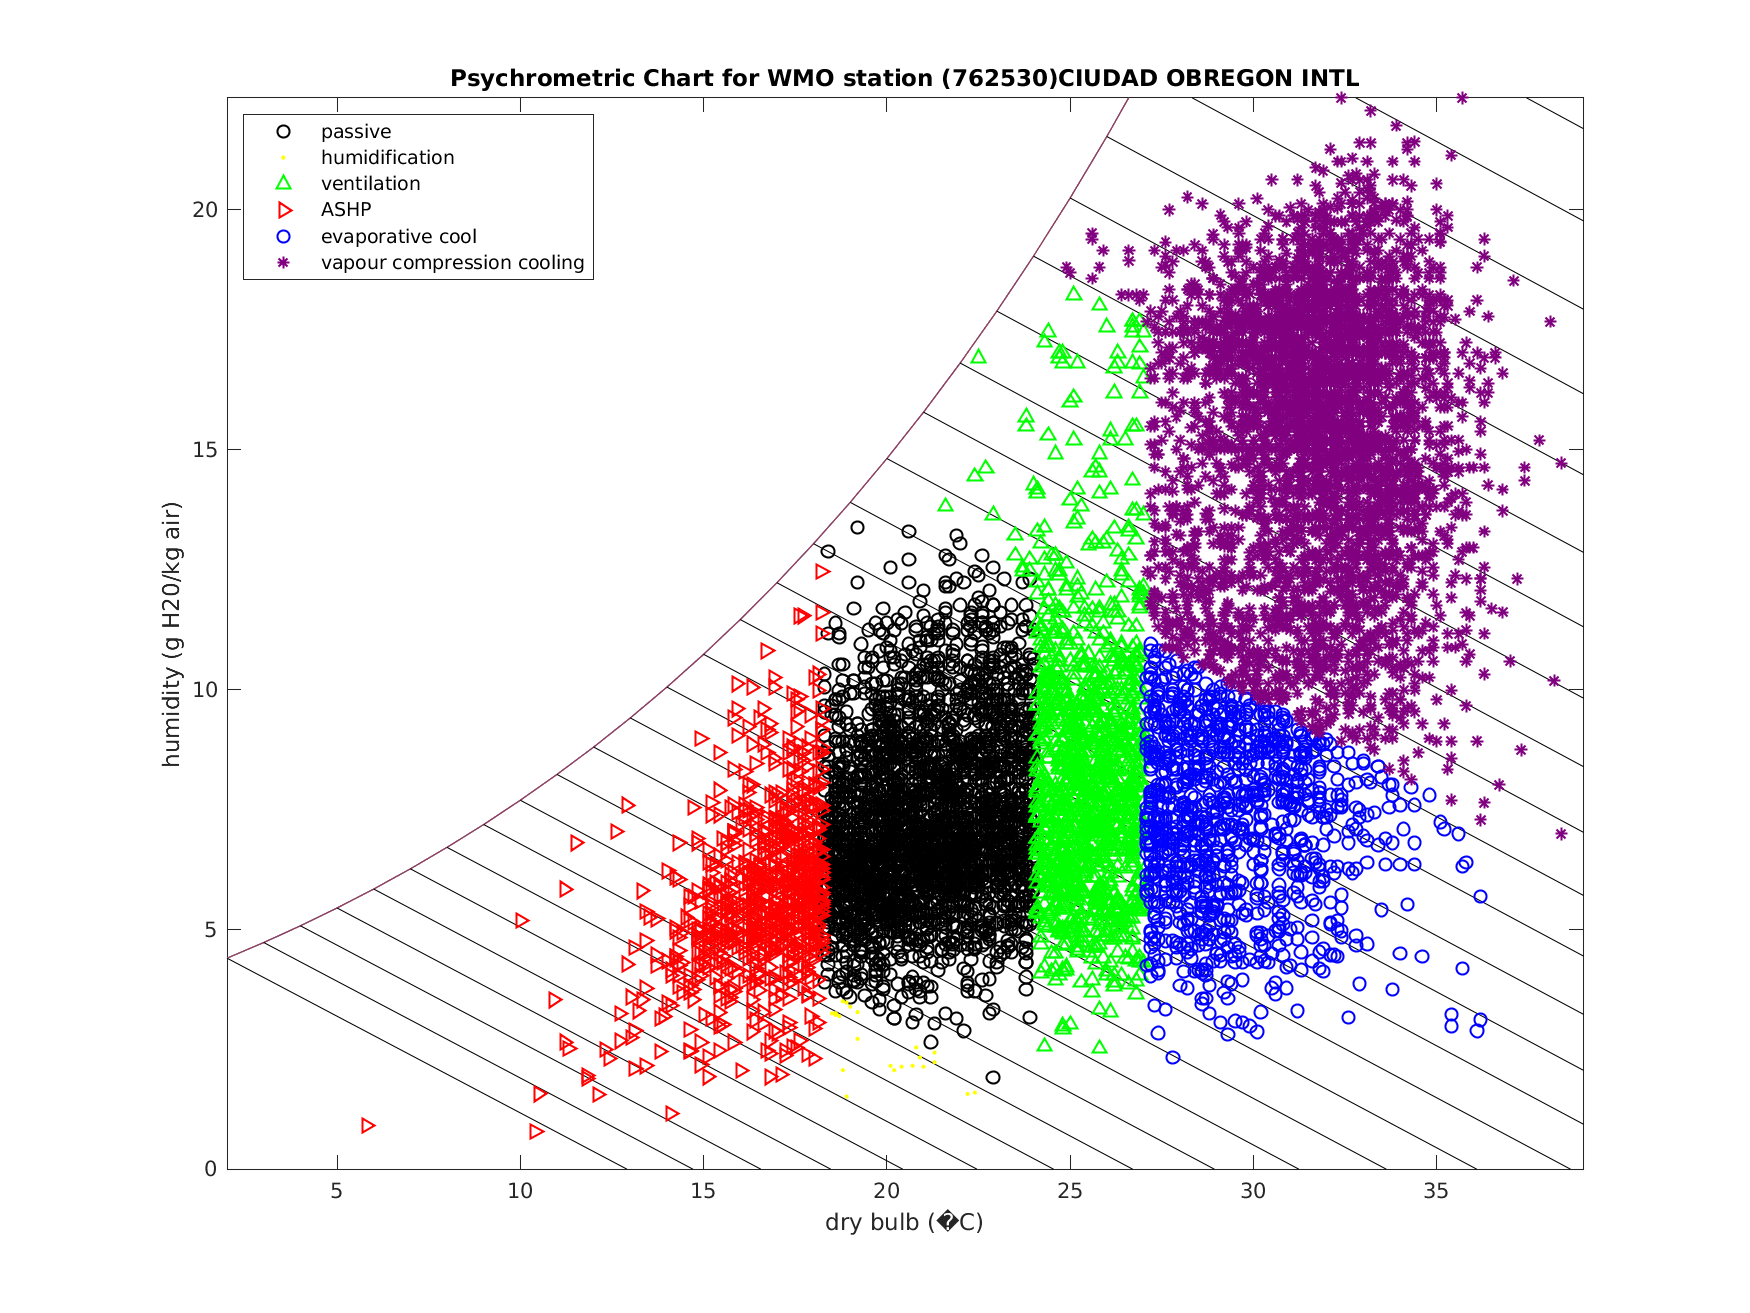 Psychrometric Chart for WMO station (762530)CIUDAD OBREGON INTL
passive
humidification
ventilation
ASHP
evaporative cool
vapour compression cooling
humidity (g H20/kg air)
20
15
10
5
0
5 10 15 20 25 30 35
dry bulb (�C)